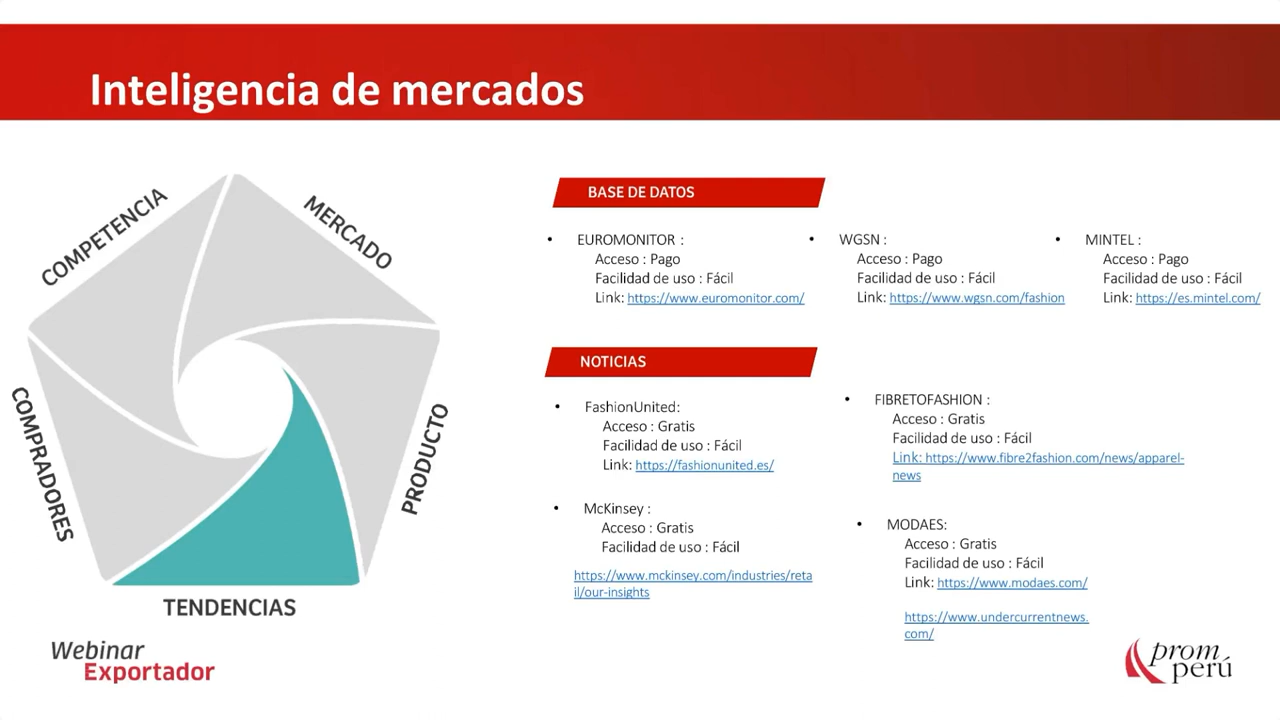 Inteligencia de mercados
COMPETENCIA
MERCADO
COMPRADORES
PRODUCTO
TENDENCIAS
BASE DE DATOS
• EUROMONITOR :
Acceso : Pago
Facilidad de uso : Fácil
Link: https://www.euromonitor.com/
• WGSN :
Acceso : Pago
Facilidad de uso : Fácil
Link: https://www.wgsn.com/fashion
• MINTEL :
Acceso : Pago
Facilidad de uso : Fácil
Link: https://es.mintel.com/
NOTICIAS
• FashionUnited:
Acceso : Gratis
Facilidad de uso : Fácil
Link: https://fashionunited.es/
• FIBRETOFASHION :
Acceso : Gratis
Facilidad de uso : Fácil
Link: https://www.fibre2fashion.com/news/apparel-
news
• McKinsey :
Acceso : Gratis
Facilidad de uso : Fácil
https://www.mckinsey.com/industries/reta
il/our-insights
• MODAES:
Acceso : Gratis
Facilidad de uso : Fácil
Link: https://www.modaes.com/
https://www.undercurrentnews.
com/
Webinar
Exportador
prom
perú